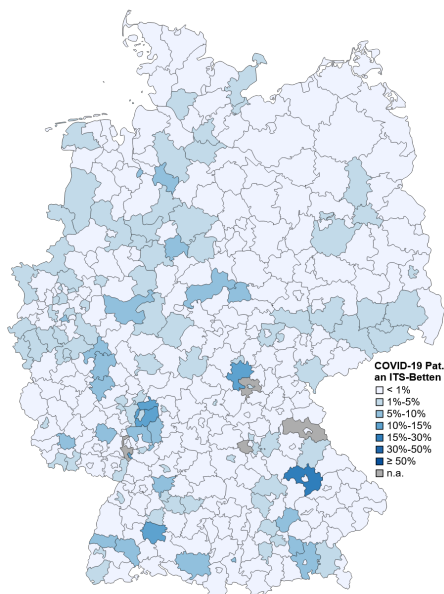 COVID-19 Pat.
an ITS-Betten
< 1%
1%-5%
5%-10%
10%-15%
15%-30%
30%-50%
≥ 50%
n.a.